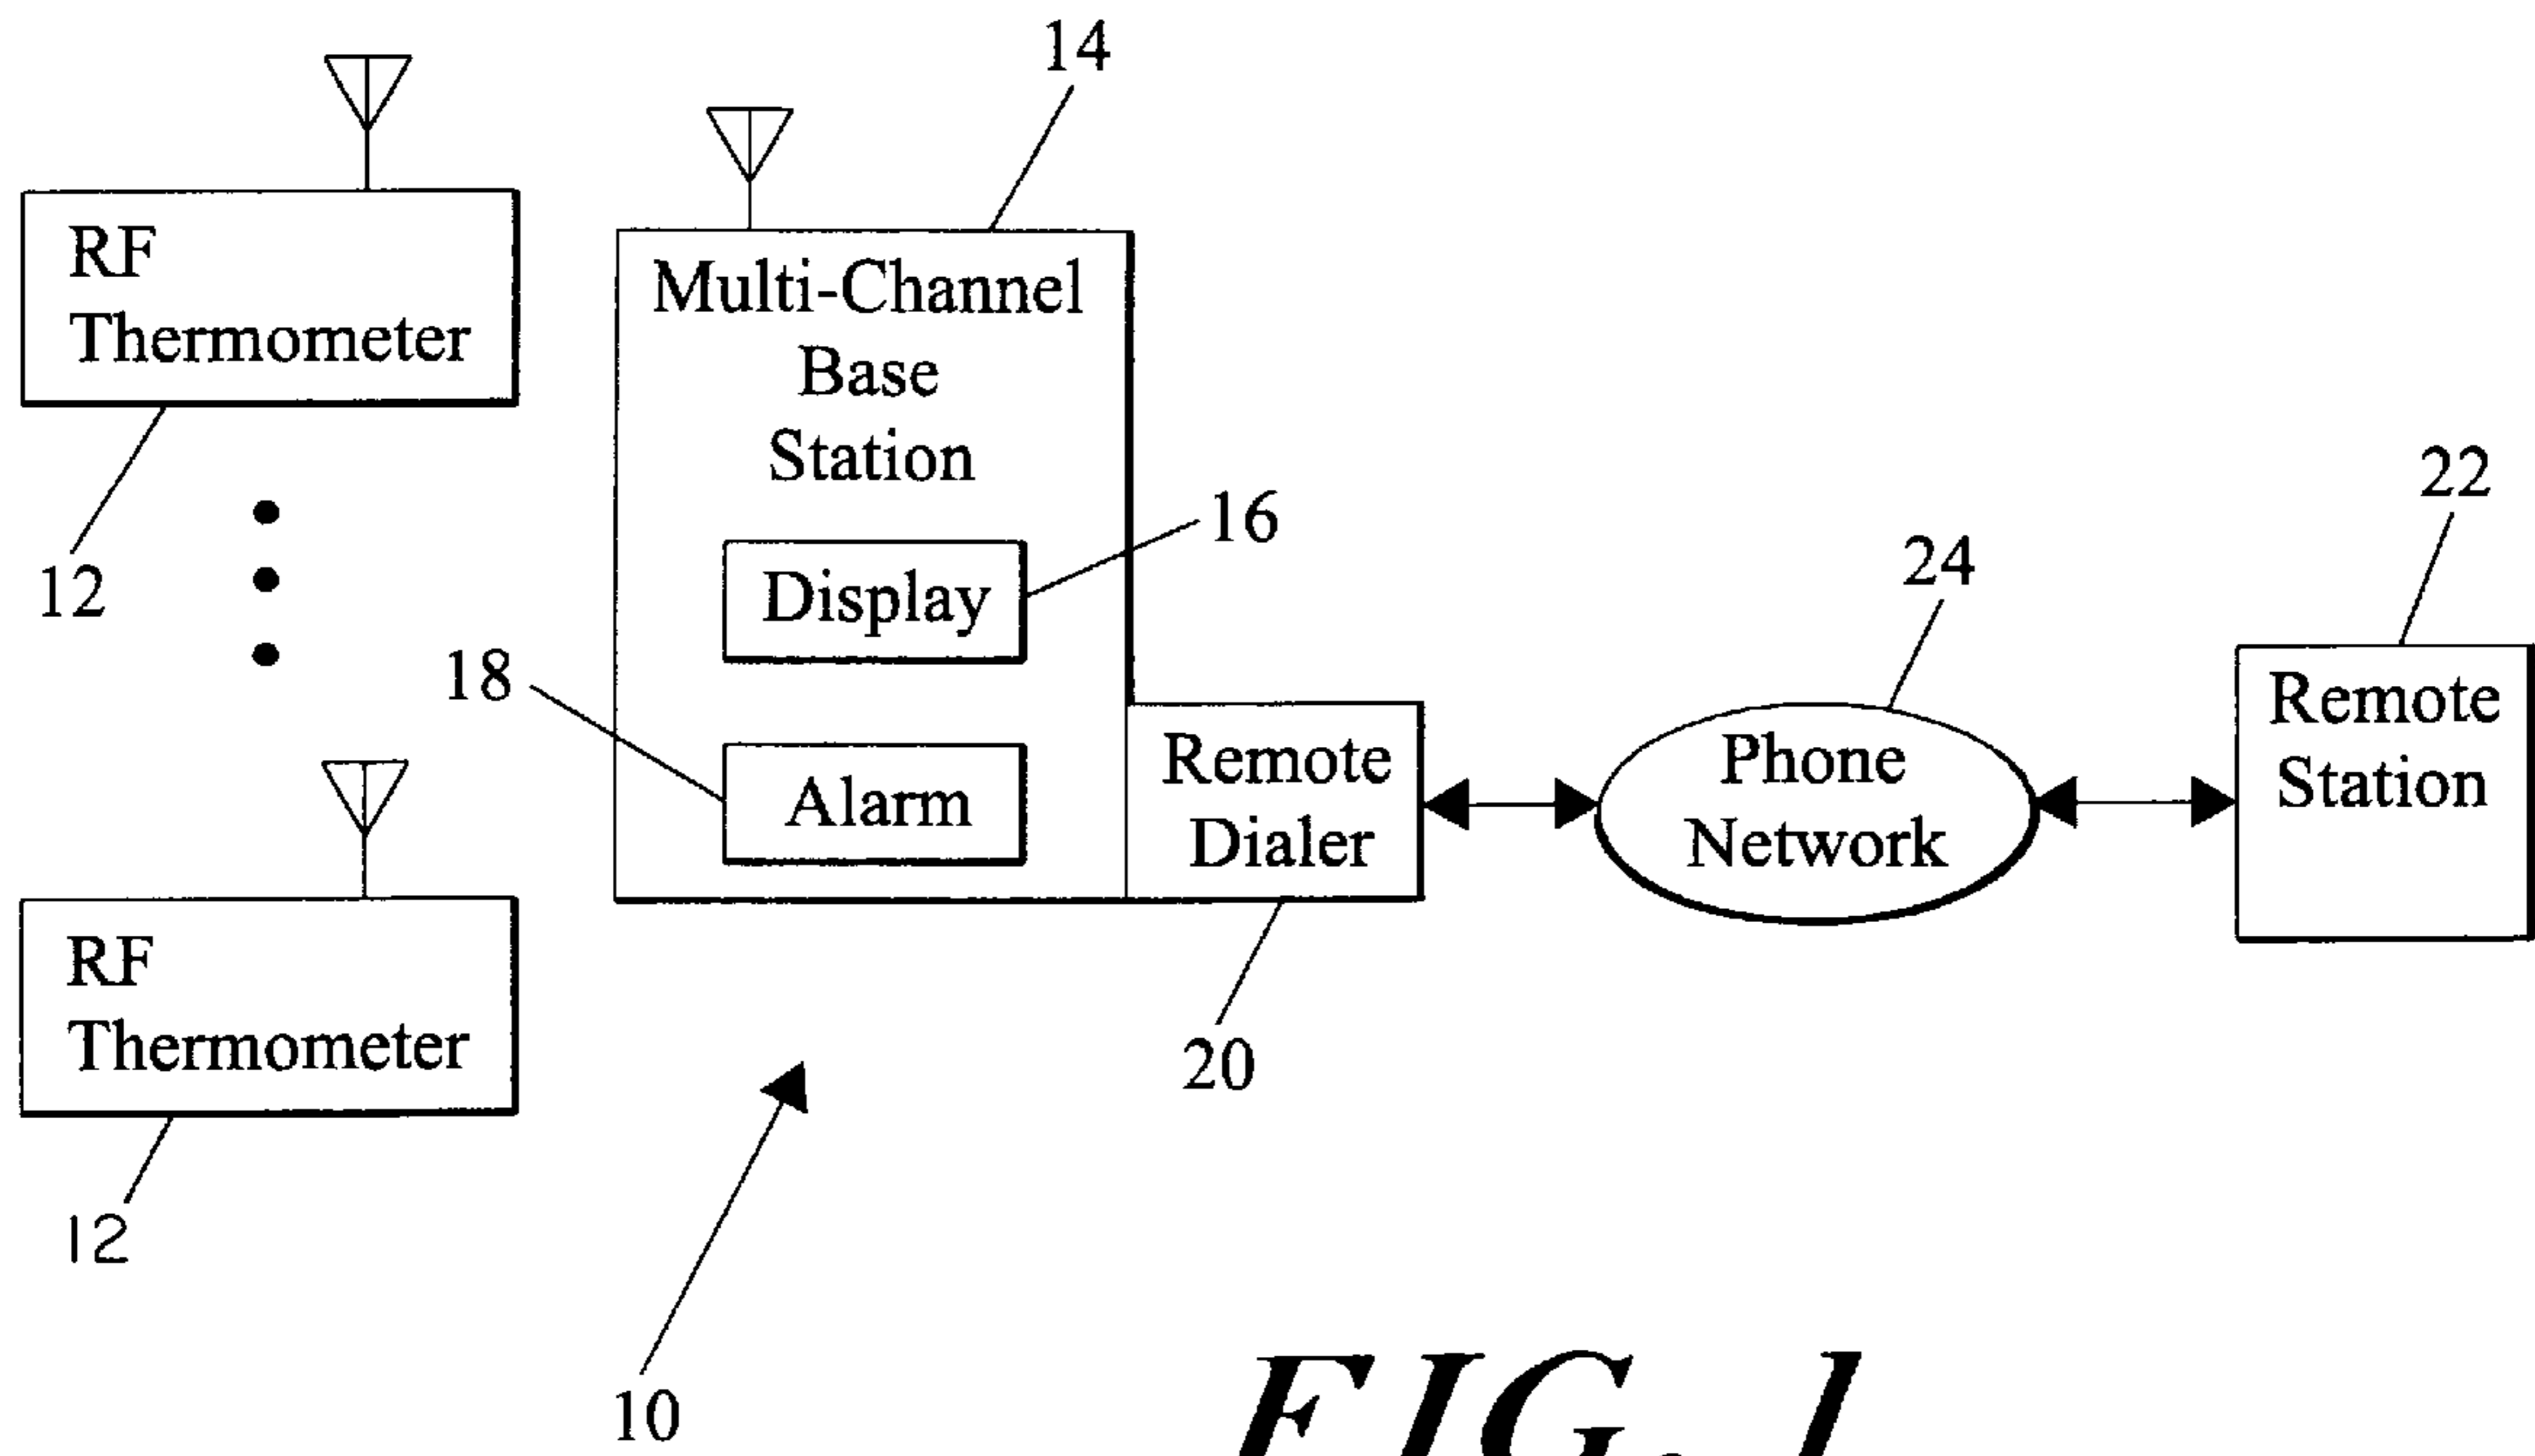 14
RF
Thermometer
12
Multi-Channel
Base
Station
16
Display
18
Alarm
Remote
Dialer
20
24
Phone
Network
22
Remote
Station
RF
Thermometer
12
10
FIG. 1